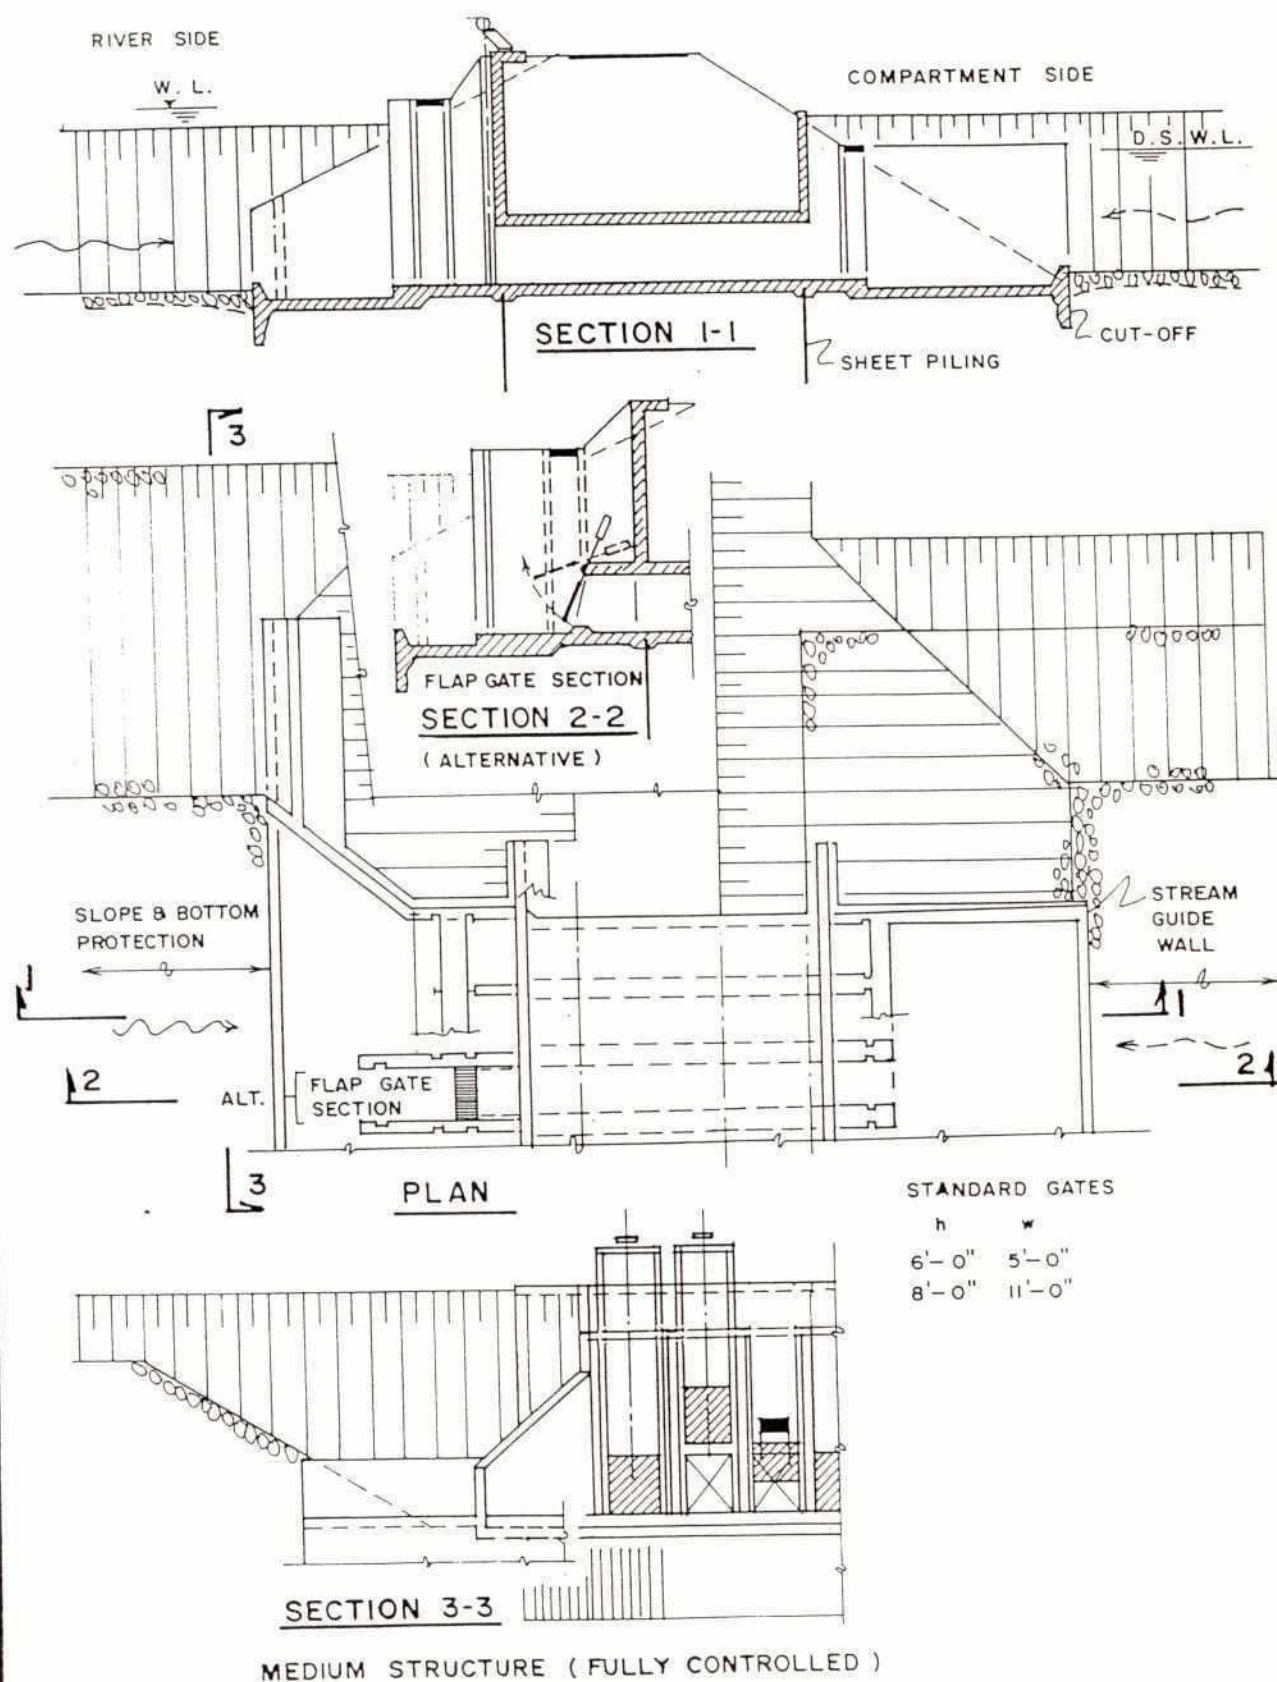 RIVER SIDE
W. L.
COMPARTMENT SIDE
D.S.W.L.
SECTION 1-1
CUT-OFF
SHEET PILING
3
FLAP GATE SECTION
SECTION 2-2
( ALTERNATIVE )
SLOPE & BOTTOM
PROTECTION
STREAM
GUIDE
WALL
1
1
2
2
ALT.
FLAP GATE
SECTION
3
PLAN
STANDARD GATES
h w
6'-0" 5'-0"
8'-0" 11'-0"
SECTION 3-3
MEDIUM STRUCTURE ( FULLY CONTROLLED )